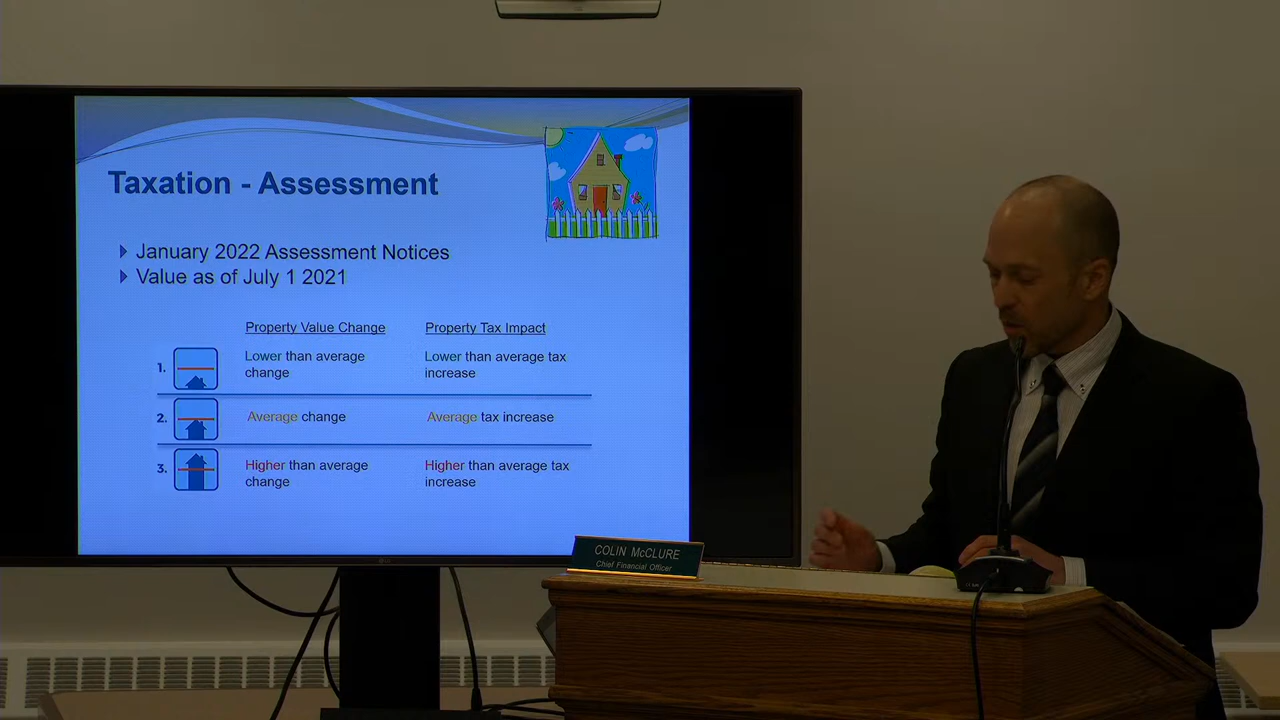 Taxation - Assessment
January 2022 Assessment Notices
Value as of July 1 2021
Property Value Change Property Tax Impact
1. Lower than average Lower than average tax
change increase
2. Average change Average tax increase
3. Higher than average Higher than average tax
change increase
COLIN McCLURE
Chief Financial Officer
LG